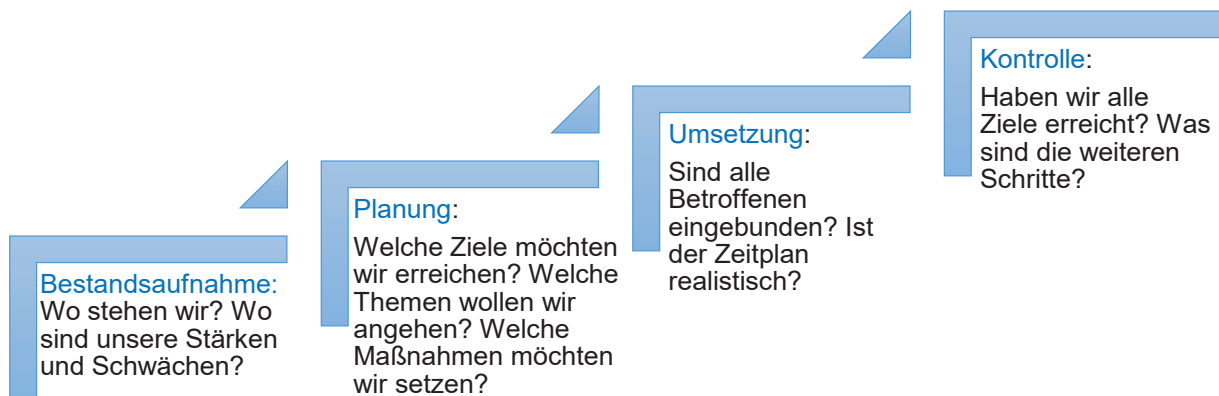 Bestandsaufnahme:
Wo stehen wir? Wo
sind unsere Stärken
und Schwächen?
Planung:
Welche Ziele möchten
wir erreichen? Welche
Themen wollen wir
angehen? Welche
Maßnahmen möchten
wir setzen?
Umsetzung:
Sind alle
Betroffenen
eingebunden? Ist
der Zeitplan
realistisch?
Kontrolle:
Haben wir alle
Ziele erreicht? Was
sind die weiteren
Schritte?